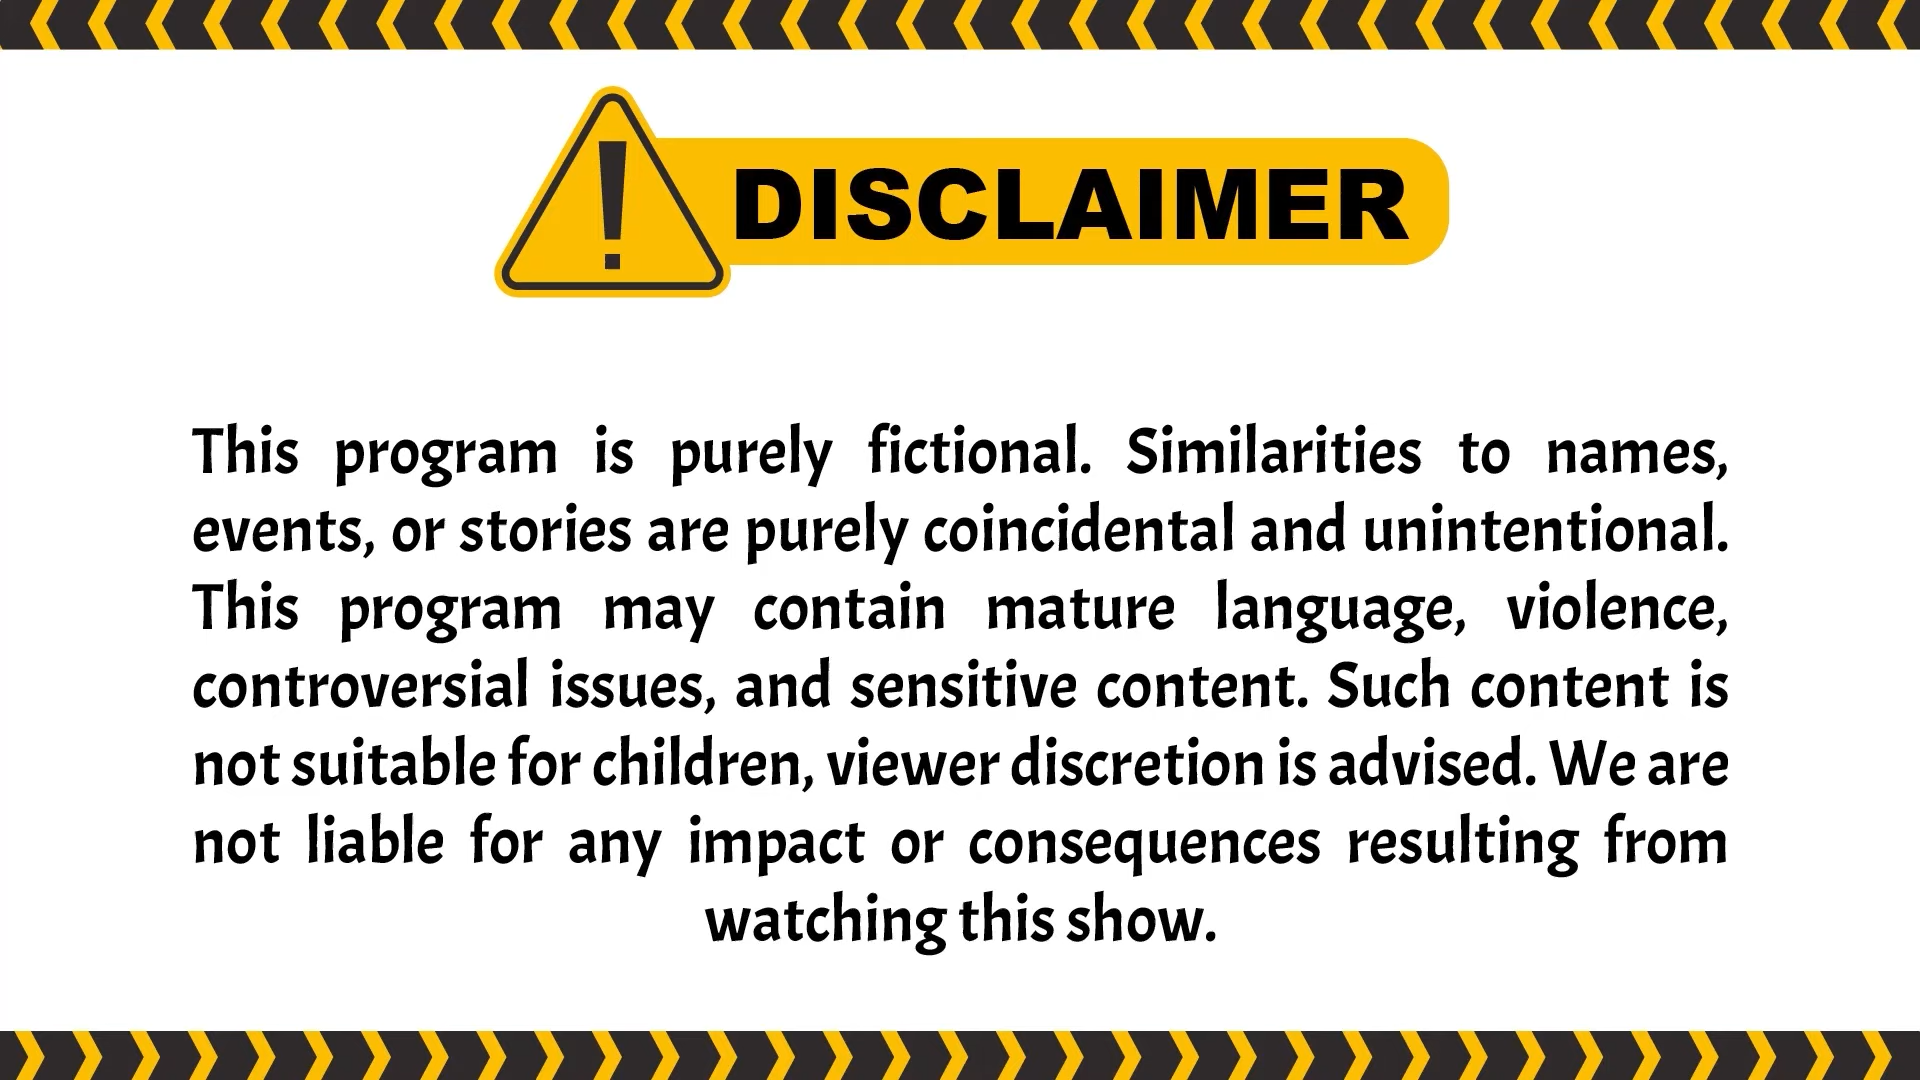 !
DISCLAIMER
This program is purely fictional. Similarities to names,
events, or stories are purely coincidental and unintentional.
This program may contain mature language, violence,
controversial issues, and sensitive content. Such content is
not suitable for children, viewer discretion is advised. We are
not liable for any impact or consequences resulting from
watching this show.